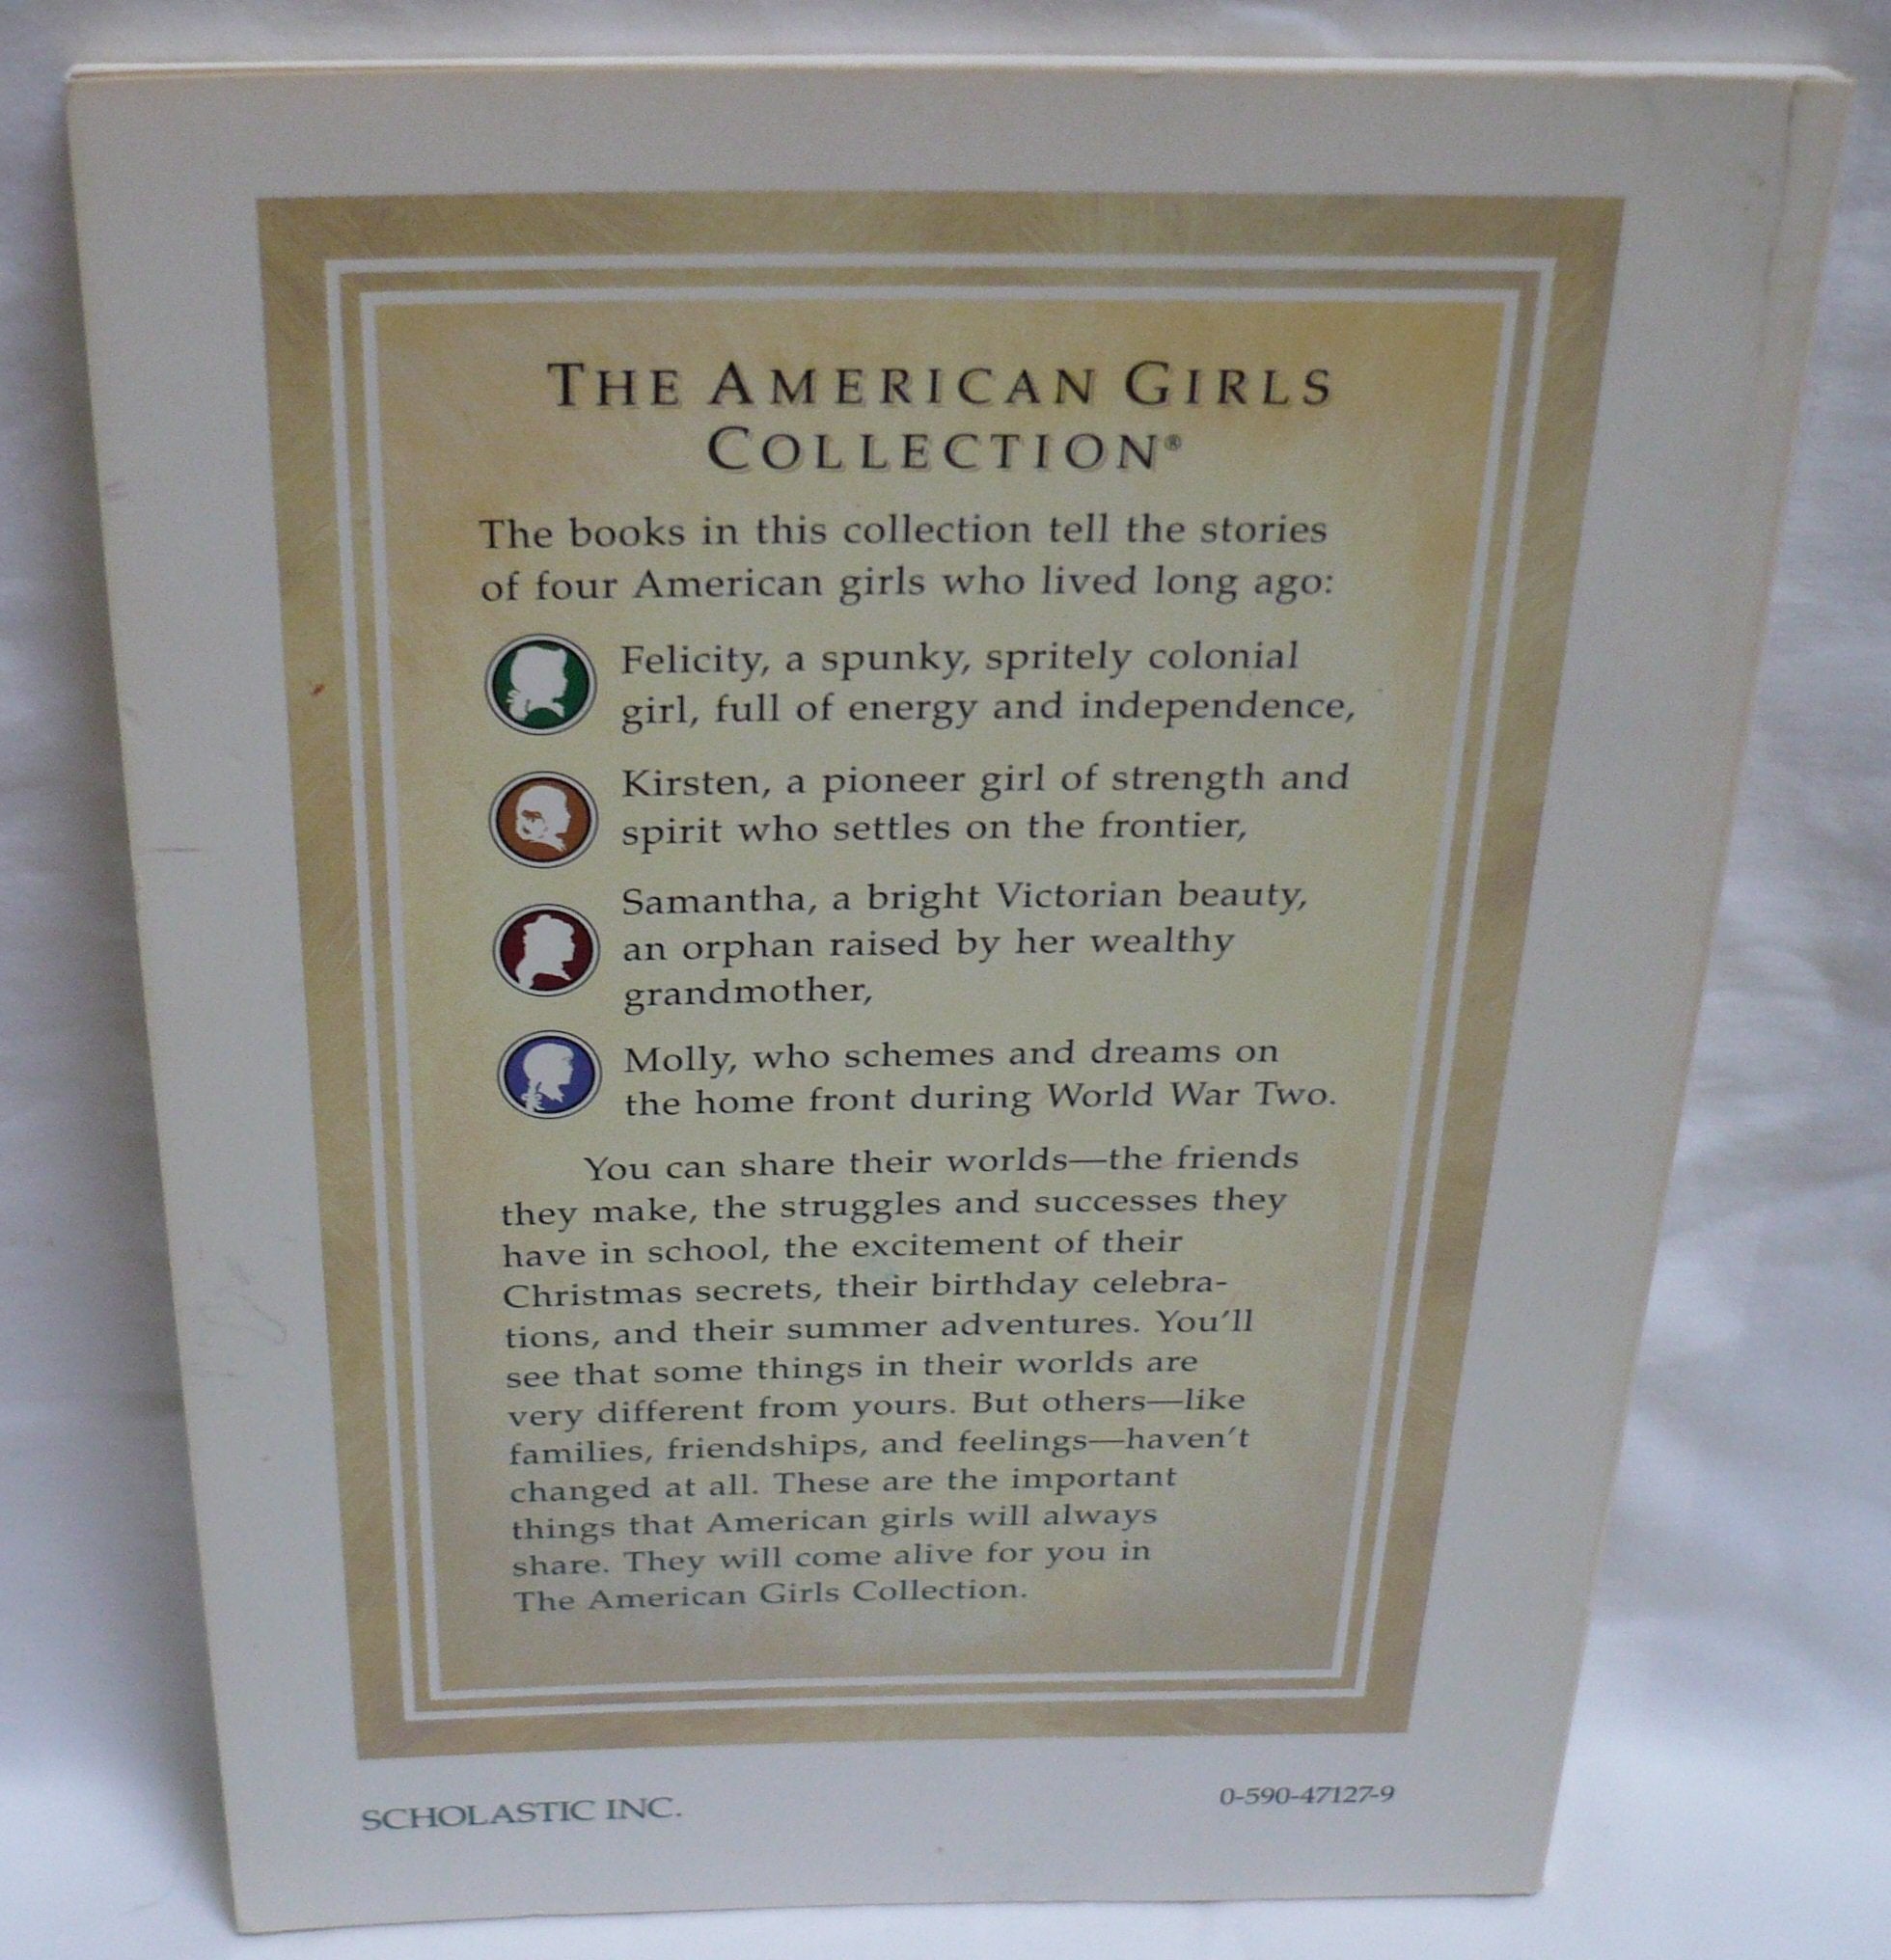 THE AMERICAN GIRLS
COLLECTION®
The books in this collection tell the stories
of four American girls who lived long ago:
Felicity, a spunky, spritely colonial
girl, full of energy and independence,
Kirsten, a pioneer girl of strength and
spirit who settles on the frontier,
Samantha, a bright Victorian beauty,
an orphan raised by her wealthy
grandmother,
Molly, who schemes and dreams on
the home front during World War Two.
You can share their worlds—the friends
they make, the struggles and successes they
have in school, the excitement of their
Christmas secrets, their birthday celebra-
tions, and their summer adventures. You'll
see that some things in their worlds are
very different from yours. But others—like
families, friendships, and feelings—haven't
changed at all. These are the important
things that American girls will always
share. They will come alive for you in
The American Girls Collection.
SCHOLASTIC INC.
0-590-47127-9